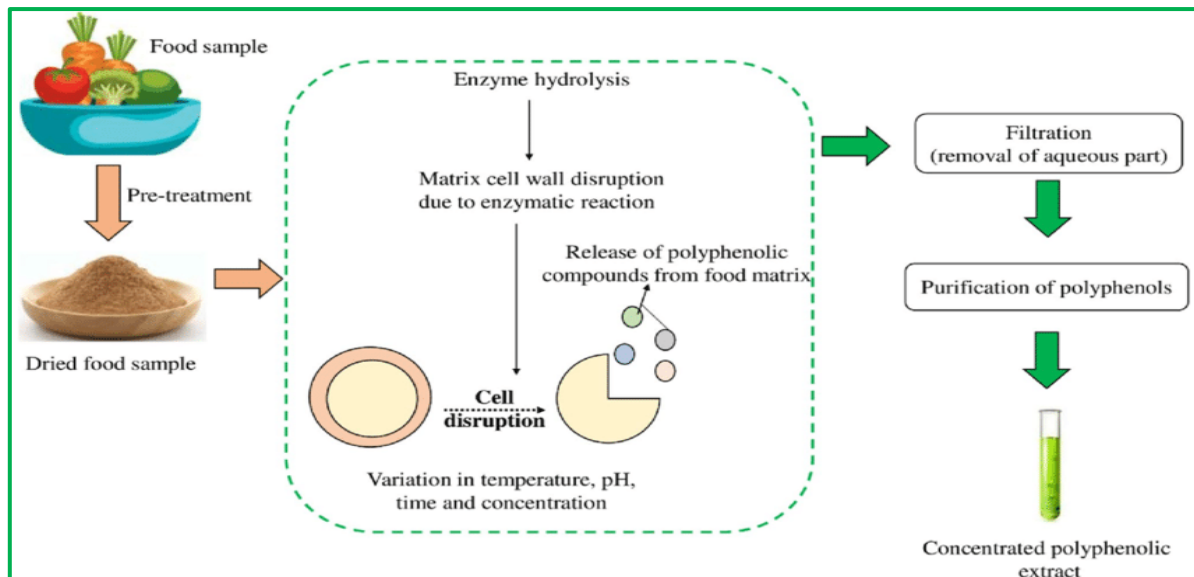 Food sample
Pre-treatment
Dried food sample
Enzyme hydrolysis
Matrix cell wall disruption
due to enzymatic reaction
Release of polyphenolic
compounds from food matrix
Cell
disruption
Variation in temperature, pH,
time and concentration
Filtration
(removal of aqueous part)
Purification of polyphenols
Concentrated polyphenolic
extract